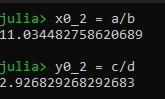 julia> x0_2 = a/b
11.034482758620689
julia> y0_2 = c/d
2.926829268292683